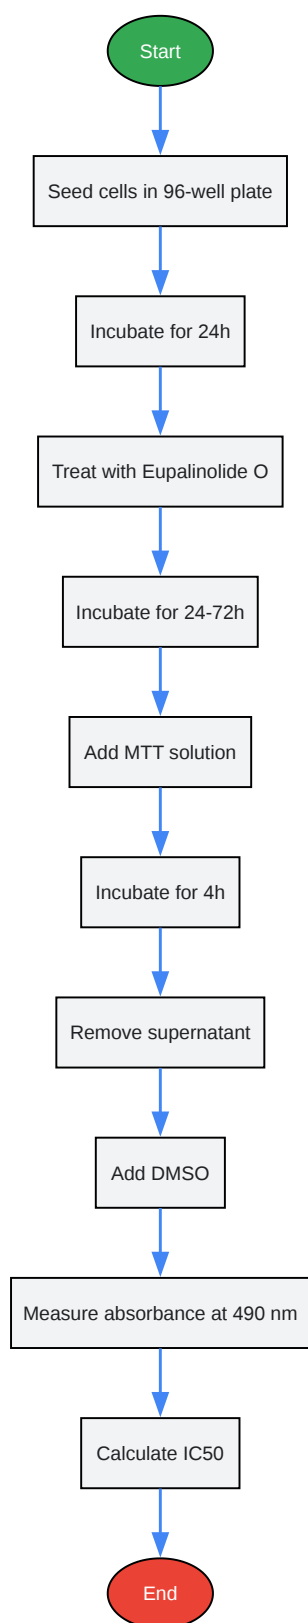 Start
Seed cells in 96-well plate
Incubate for 24h
Treat with Eupalinolide O
Incubate for 24-72h
Add MTT solution
Incubate for 4h
Remove supernatant
Add DMSO
Measure absorbance at 490 nm
Calculate IC50
End